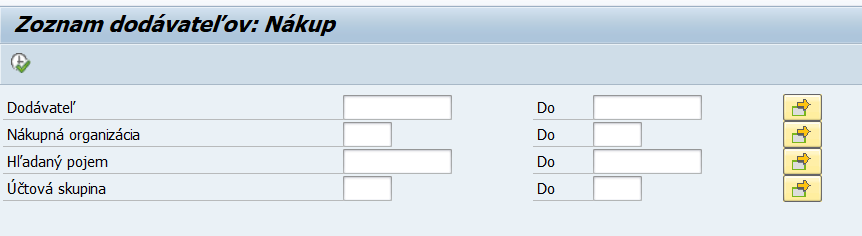 Zoznam dodávateľov: Nákup
Dodávateľ Do
Nákupná organizácia Do
Hľadaný pojem Do
Účtová skupina Do